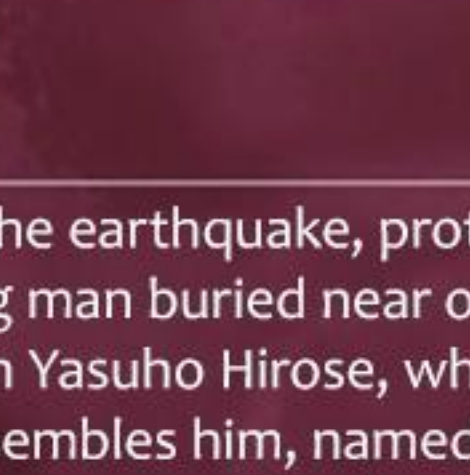 he earthquake, prot
g man buried near o
n Yasuho Hirose, wh
embles him, named